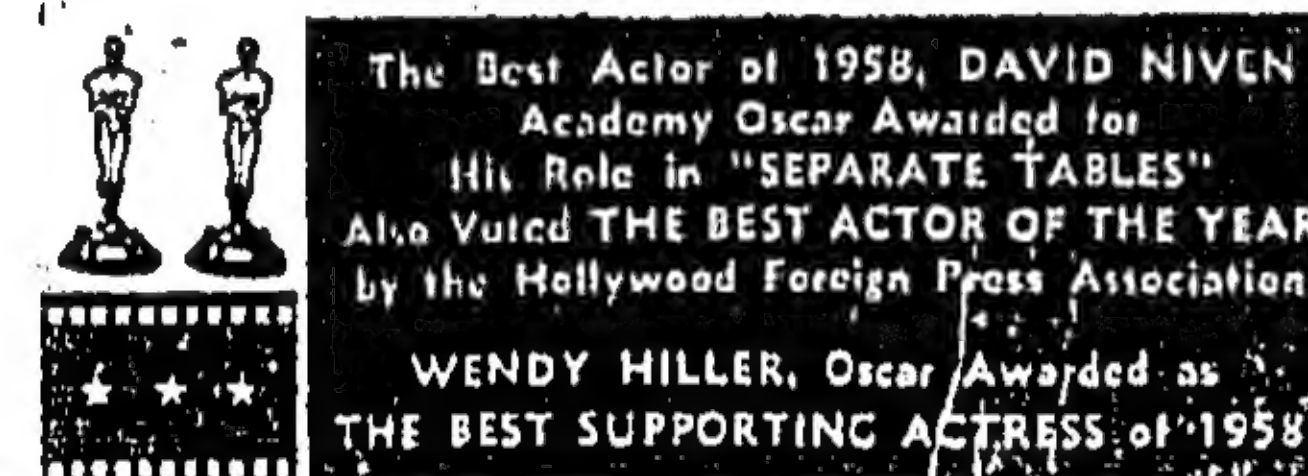 The Best Actor of 1958, DAVID NIVEN
Academy Oscar Awarded for
His Role in "SEPARATE TABLES"
Also Voted THE BEST ACTOR OF THE YEAR
by the Hollywood Foreign Press Association
WENDY HILLER, Oscar Awarded as
THE BEST SUPPORTING ACTRESS of 1958